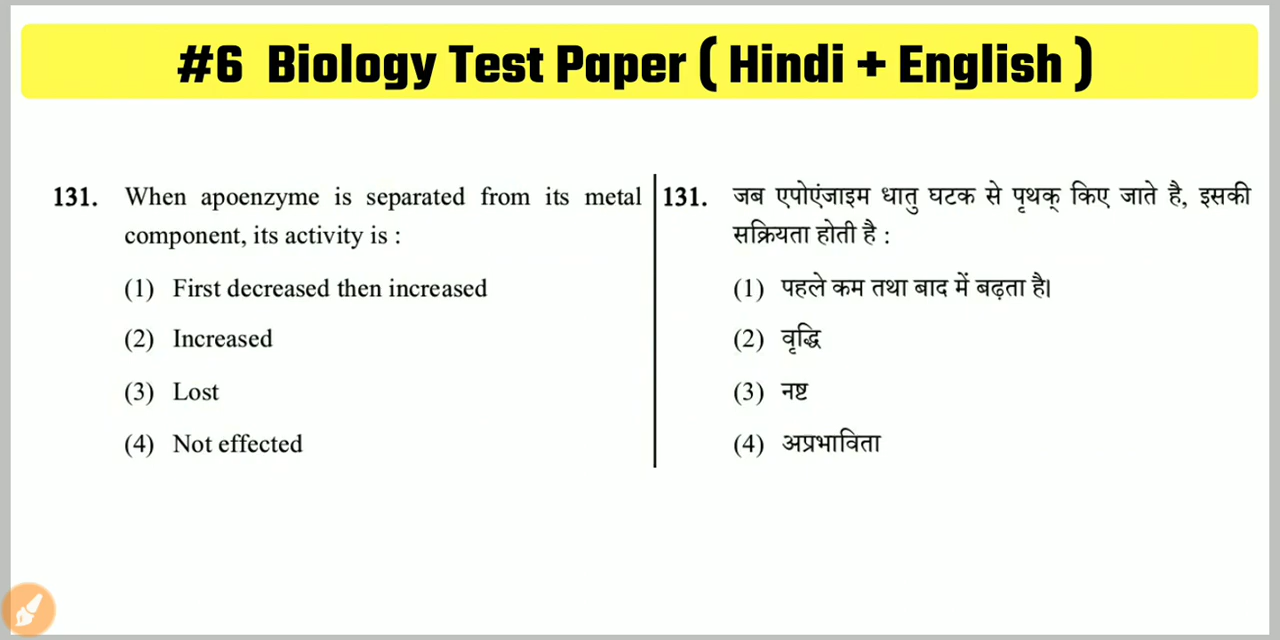 #6 Biology Test Paper ( Hindi + English )
131. When apoenzyme is separated from its metal
component, its activity is :
(1) First decreased then increased
(2) Increased
(3) Lost
(4) Not effected
131. जब एपोएंजाइम धातु घटक से पृथक् किए जाते है, इसकी
सक्रियता होती है :
(1) पहले कम तथा बाद में बढ़ता है।
(2) वृद्धि
(3) नष्ट
(4) अप्रभाविता